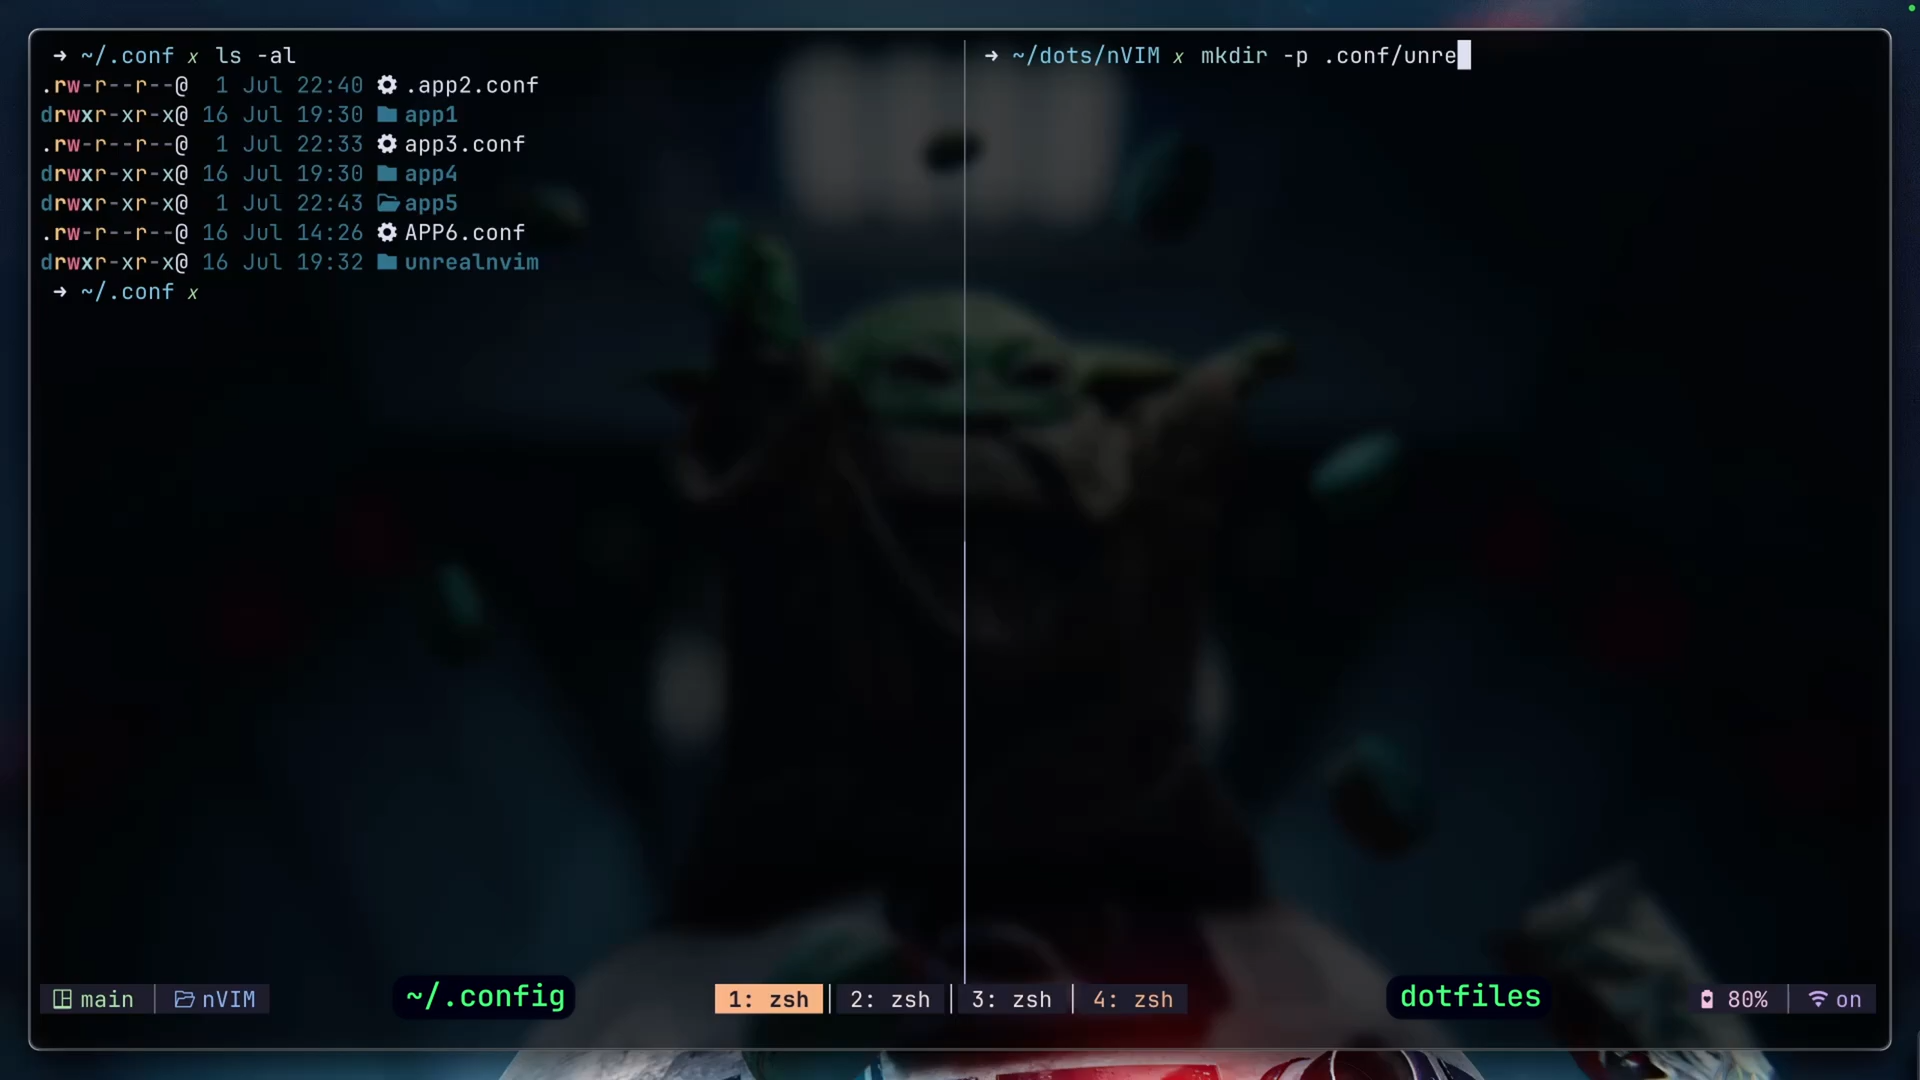 ➜ ~/.conf x ls -al
.rw-r--r--@ 1 Jul 22:40 .app2.conf
drwxr-xr-x@ 16 Jul 19:30 app1
.rw-r--r--@ 1 Jul 22:33 app3.conf
drwxr-xr-x@ 16 Jul 19:30 app4
drwxr-xr-x@ 1 Jul 22:43 app5
.rw-r--r--@ 16 Jul 14:26 APP6.conf
drwxr-xr-x@ 16 Jul 19:32 unrealnvim
➜ ~/.conf x
➜ ~/dots/nVIM x mkdir -p .conf/unre
main nVIM
~/.config
1: zsh 2: zsh 3: zsh 4: zsh
dotfiles
80% on